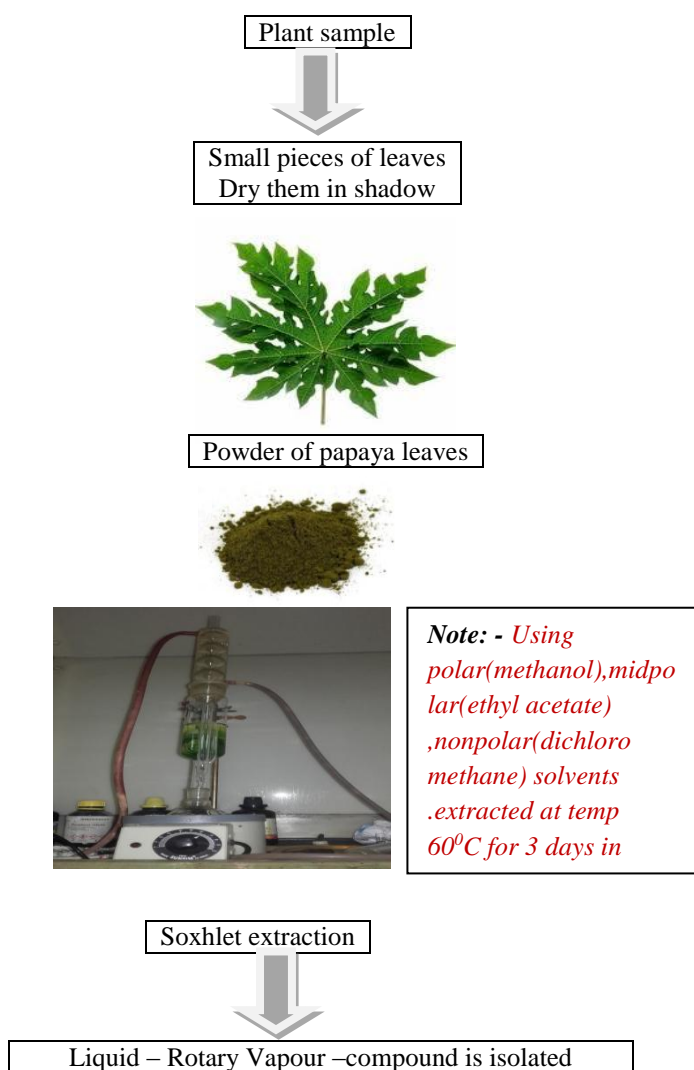 Plant sample
Small pieces of leaves
Dry them in shadow
Powder of papaya leaves
Note: - Using
polar(methanol),midpo
lar(ethyl acetate)
,nonpolar(dichloro
methane) solvents
.extracted at temp
60⁰C for 3 days in
Soxhlet extraction
Liquid – Rotary Vapour –compound is isolated